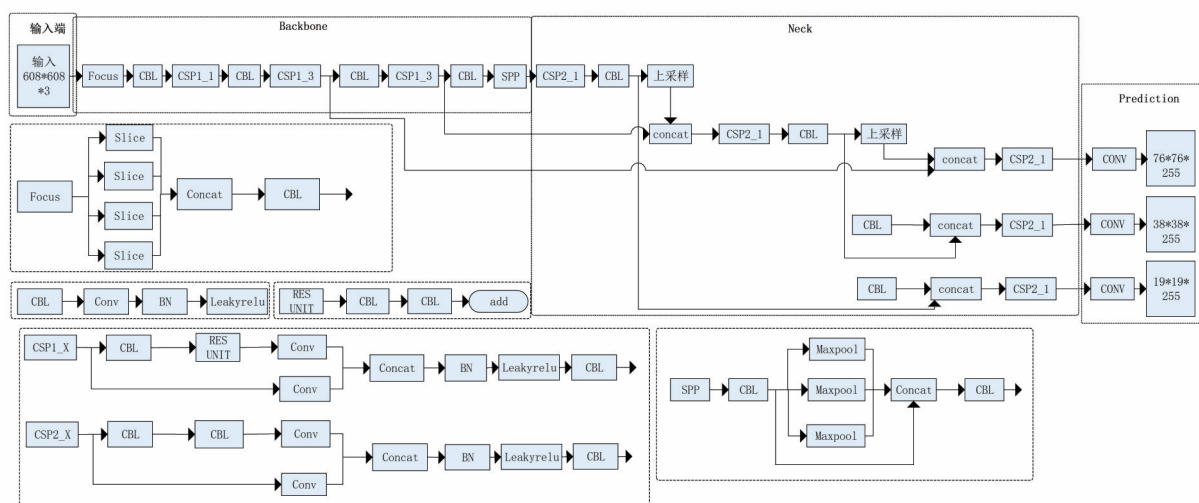 输入端
Backbone
Neck
Prediction
输入
608*608
*3
Focus
CBL
CSP1_1
CBL
CSP1_3
CBL
CSP1_3
CBL
SPP
CSP2_1
CBL
上采样
concat
CSP2_1
CBL
上采样
concat
CSP2_1
CONV
76*76*
255
CBL
concat
CSP2_1
CONV
38*38*
255
CBL
concat
CSP2_1
CONV
19*19*
255
Focus
Slice
Slice
Slice
Slice
Concat
CBL
CBL
Conv
BN
Leakyrelu
RES
UNIT
CBL
CBL
add
CSP1_X
CBL
RES
UNIT
Conv
Conv
Concat
BN
Leakyrelu
CBL
CSP2_X
CBL
CBL
Conv
Conv
Concat
BN
Leakyrelu
CBL
SPP
CBL
Maxpool
Maxpool
Maxpool
Concat
CBL